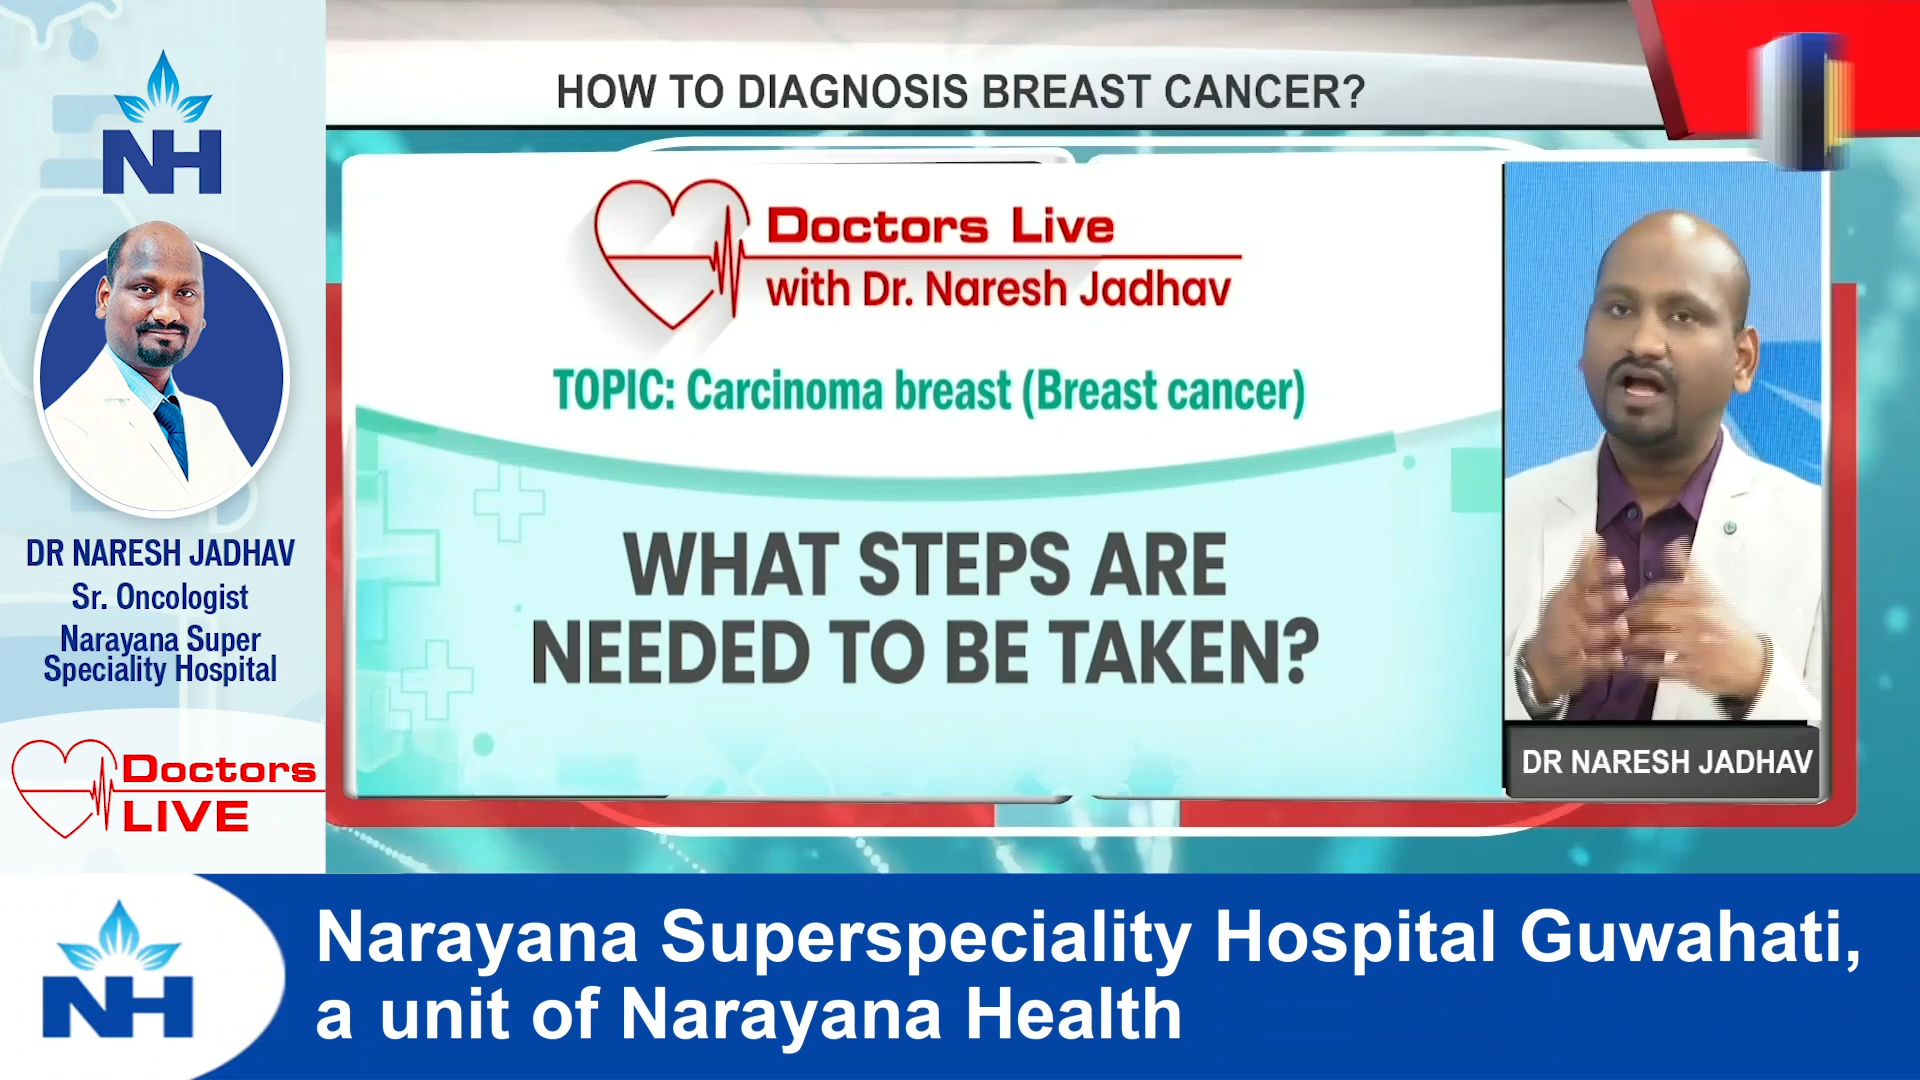 HOW TO DIAGNOSIS BREAST CANCER?
NH
DR NARESH JADHAV
Sr. Oncologist
Narayana Super
Speciality Hospital
Doctors
LIVE
Doctors Live
with Dr. Naresh Jadhav
TOPIC: Carcinoma breast (Breast cancer)
WHAT STEPS ARE
NEEDED TO BE TAKEN?
DR NARESH JADHAV
NH
Narayana Superspeciality Hospital Guwahati,
a unit of Narayana Health